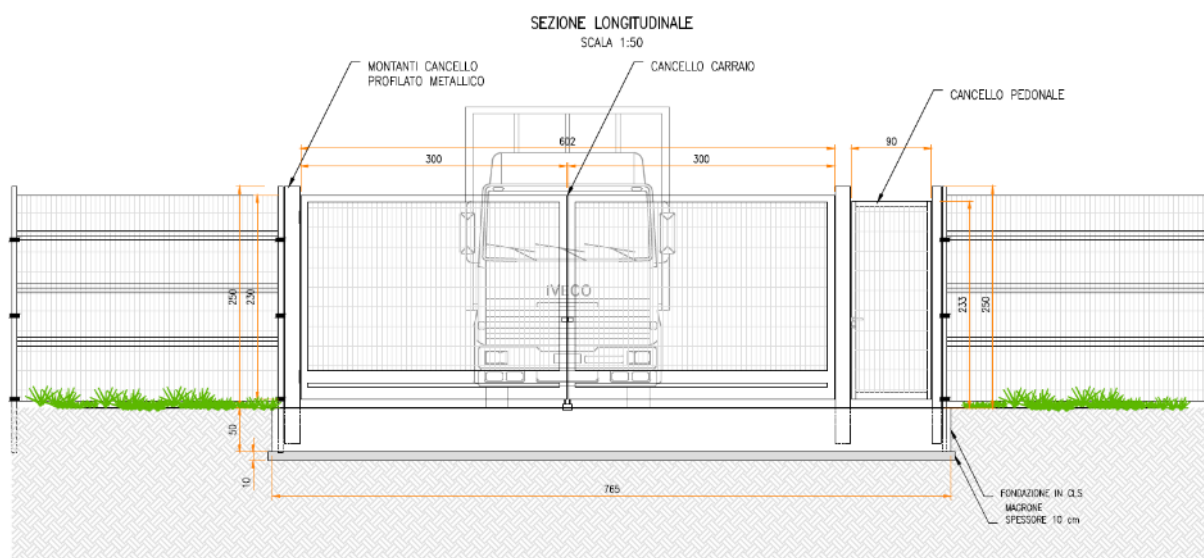 SEZIONE LONGITUDINALE
SCALA 1:50
MONTANTI CANCELLO
PROFILATO METALLICO
CANCELLO CARRAIO
CANCELLO PEDONALE
602
90
300
300
250
230
IVECO
233
250
50
10
765
FONDAZIONE IN CLS
MAGRONE
SPESSORE 10 cm